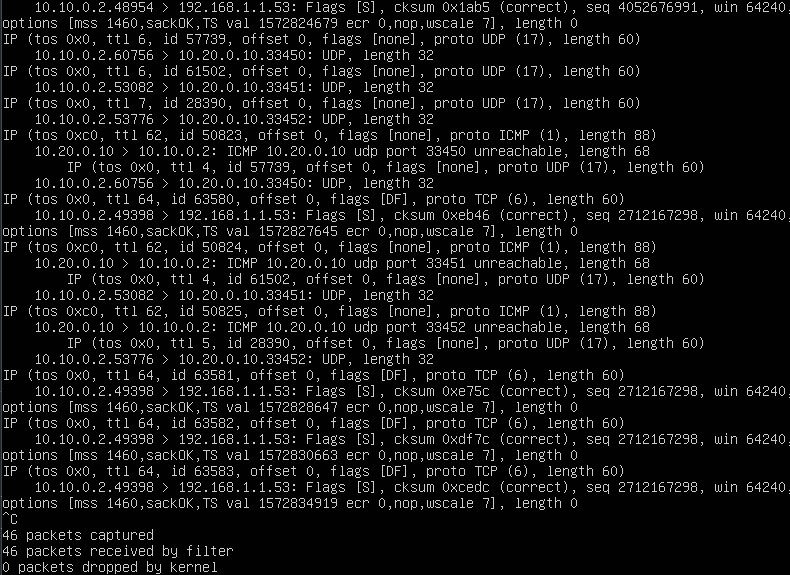 10.10.0.2.48954 > 192.168.1.1.53: Flags [S], cksum 0x1ab5 (correct), seq 4052676991, win 64240,
options [mss 1460,sackOK,TS val 1572824679 ecr 0,nop,wscale 7], length 0
IP (tos 0x0, ttl 6, id 57739, offset 0, flags [none], proto UDP (17), length 60)
    10.10.0.2.60756 > 10.20.0.10.33450: UDP, length 32
IP (tos 0x0, ttl 6, id 61502, offset 0, flags [none], proto UDP (17), length 60)
    10.10.0.2.53082 > 10.20.0.10.33451: UDP, length 32
IP (tos 0x0, ttl 7, id 28390, offset 0, flags [none], proto UDP (17), length 60)
    10.10.0.2.53776 > 10.20.0.10.33452: UDP, length 32
IP (tos 0xc0, ttl 62, id 50823, offset 0, flags [none], proto ICMP (1), length 88)
    10.20.0.10 > 10.10.0.2: ICMP 10.20.0.10 udp port 33450 unreachable, length 68
        IP (tos 0x0, ttl 4, id 57739, offset 0, flags [none], proto UDP (17), length 60)
    10.10.0.2.60756 > 10.20.0.10.33450: UDP, length 32
IP (tos 0x0, ttl 64, id 63580, offset 0, flags [DF], proto TCP (6), length 60)
    10.10.0.2.49398 > 192.168.1.1.53: Flags [S], cksum 0xeb46 (correct), seq 2712167298, win 64240,
options [mss 1460,sackOK,TS val 1572827645 ecr 0,nop,wscale 7], length 0
IP (tos 0xc0, ttl 62, id 50824, offset 0, flags [none], proto ICMP (1), length 88)
    10.20.0.10 > 10.10.0.2: ICMP 10.20.0.10 udp port 33451 unreachable, length 68
        IP (tos 0x0, ttl 4, id 61502, offset 0, flags [none], proto UDP (17), length 60)
    10.10.0.2.53082 > 10.20.0.10.33451: UDP, length 32
IP (tos 0xc0, ttl 62, id 50825, offset 0, flags [none], proto ICMP (1), length 88)
    10.20.0.10 > 10.10.0.2: ICMP 10.20.0.10 udp port 33452 unreachable, length 68
        IP (tos 0x0, ttl 5, id 28390, offset 0, flags [none], proto UDP (17), length 60)
    10.10.0.2.53776 > 10.20.0.10.33452: UDP, length 32
IP (tos 0x0, ttl 64, id 63581, offset 0, flags [DF], proto TCP (6), length 60)
    10.10.0.2.49398 > 192.168.1.1.53: Flags [S], cksum 0xe75c (correct), seq 2712167298, win 64240,
options [mss 1460,sackOK,TS val 1572828647 ecr 0,nop,wscale 7], length 0
IP (tos 0x0, ttl 64, id 63582, offset 0, flags [DF], proto TCP (6), length 60)
    10.10.0.2.49398 > 192.168.1.1.53: Flags [S], cksum 0xdf7c (correct), seq 2712167298, win 64240,
options [mss 1460,sackOK,TS val 1572830663 ecr 0,nop,wscale 7], length 0
IP (tos 0x0, ttl 64, id 63583, offset 0, flags [DF], proto TCP (6), length 60)
    10.10.0.2.49398 > 192.168.1.1.53: Flags [S], cksum 0xcedc (correct), seq 2712167298, win 64240,
options [mss 1460,sackOK,TS val 1572834919 ecr 0,nop,wscale 7], length 0
^C
46 packets captured
46 packets received by filter
0 packets dropped by kernel